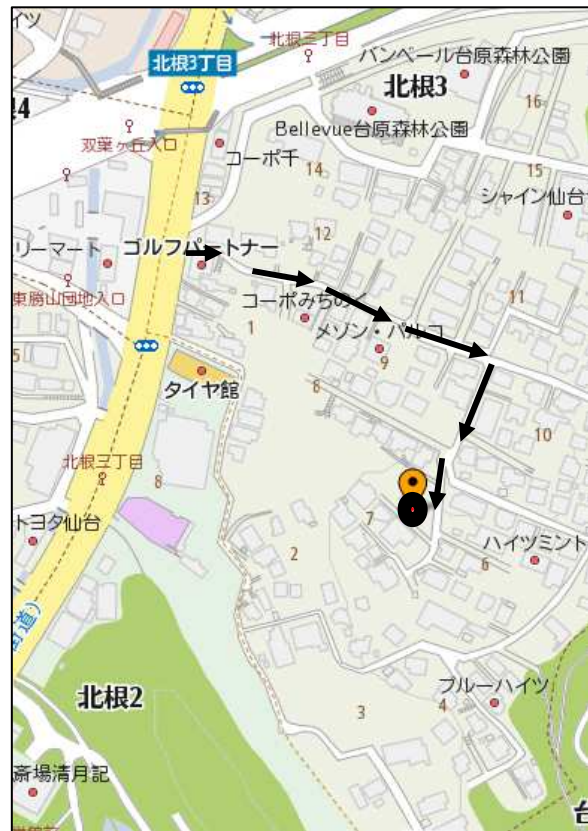 イツ
北根三丁目
北根3丁目
バンベール台原森林公園
北根3
双葉ヶ丘入口
Bellevue台原森林公園
コーポ千
16
15
14
13
シャイン仙台
12
リーマート
ゴルフパートナー
東勝山団地入口
コーポみちのく
11
1
メゾン・パルコ
9
5
タイヤ館
8
10
北根三丁目
8
トヨタ仙台
7
2
6
ハイツミント
街道)
北根2
ブルーハイツ
4
3
斎場清月記
台